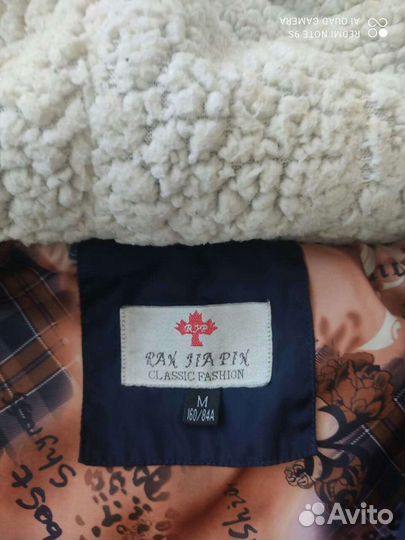 REDMI NOTE 9S
AI QUAD CAMERA
RJP
RAN JIA PIN
CLASSIC FASHION
M
160/84A
Avito